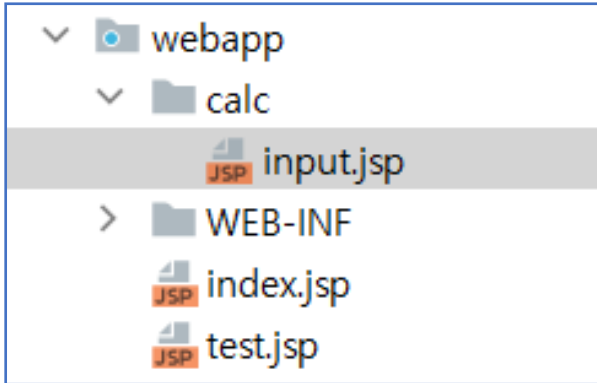 webapp
calc
JSP input.jsp
WEB-INF
JSP index.jsp
JSP test.jsp